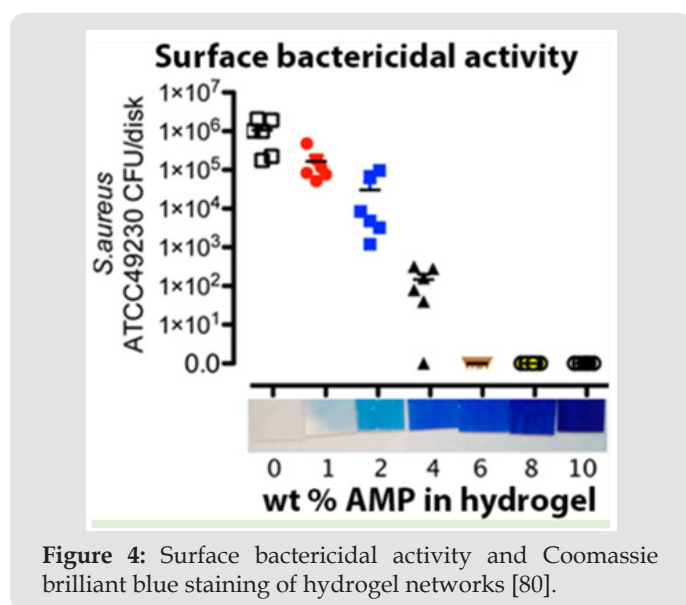 Surface bactericidal activity
S.aureus
ATCC49230 CFU/disk
1×10⁷
1×10⁶
1×10⁵
1×10⁴
1×10³
1×10²
1×10¹
0.0
0 1 2 4 6 8 10
wt % AMP in hydrogel
Figure 4: Surface bactericidal activity and Coomassie
brilliant blue staining of hydrogel networks [80].